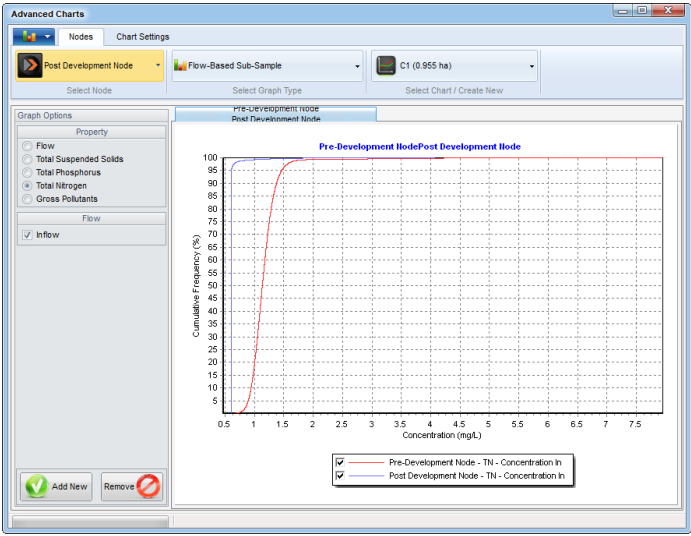 Advanced Charts
Nodes
Chart Settings
Post Development Node
Flow-Based Sub-Sample
C1 (0.955 ha)
Select Node
Select Graph Type
Select Chart / Create New
Graph Options
Property
Flow
Total Suspended Solids
Total Phosphorus
Total Nitrogen
Gross Pollutants
Flow
Inflow
Add New
Remove
Pre-Development Node
Post Development Node
Pre-Development NodePost Development Node
Cumulative Frequency (%)
100
95
90
85
80
75
70
65
60
55
50
45
40
35
30
25
20
15
10
5
0.5 1 1.5 2 2.5 3 3.5 4 4.5 5 5.5 6 6.5 7 7.5
Concentration (mg/L)
Pre-Development Node - TN - Concentration In
Post Development Node - TN - Concentration In